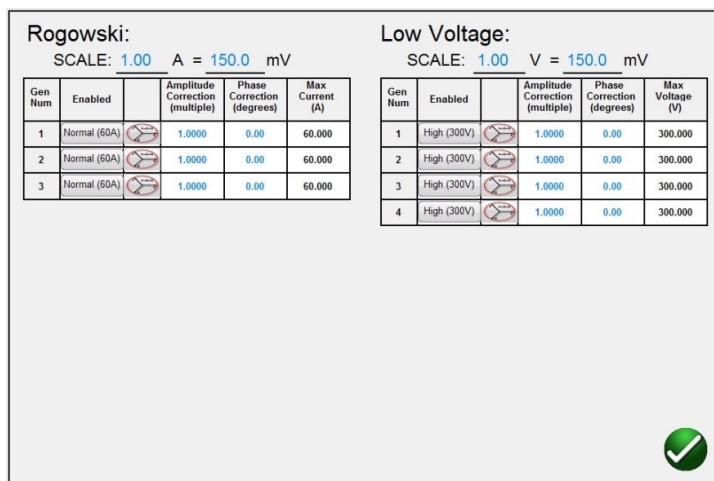 Rogowski:
SCALE: 1.00 A = 150.0 mV
Gen Num Enabled Amplitude Correction (multiple) Phase Correction (degrees) Max Current (A)
1 Normal (60A) 1.0000 0.00 60.000
2 Normal (60A) 1.0000 0.00 60.000
3 Normal (60A) 1.0000 0.00 60.000
Low Voltage:
SCALE: 1.00 V = 150.0 mV
Gen Num Enabled Amplitude Correction (multiple) Phase Correction (degrees) Max Voltage (V)
1 High (300V) 1.0000 0.00 300.000
2 High (300V) 1.0000 0.00 300.000
3 High (300V) 1.0000 0.00 300.000
4 High (300V) 1.0000 0.00 300.000